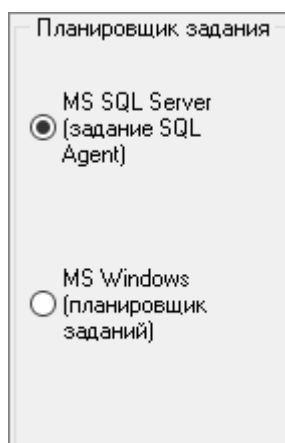 Планировщик задания
MS SQL Server
(задание SQL
Agent)
MS Windows
(планировщик
заданий)